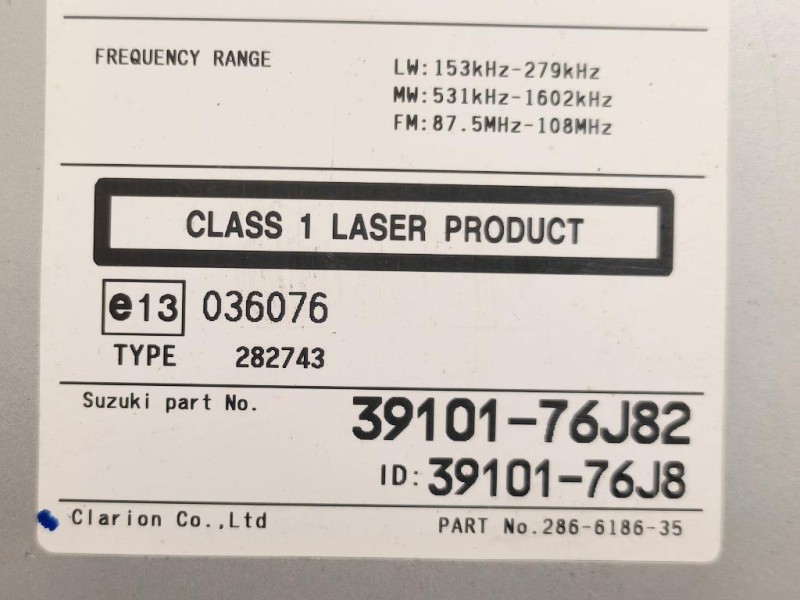 FREQUENCY RANGE
LW:153kHz-279kHz
MW:531kHz-1602kHz
FM:87.5MHz-108MHz
CLASS 1 LASER PRODUCT
e13 036076
TYPE 282743
Suzuki part No. 39101-76J82
ID:39101-76J8
Clarion Co.,Ltd PART No.286-6186-35